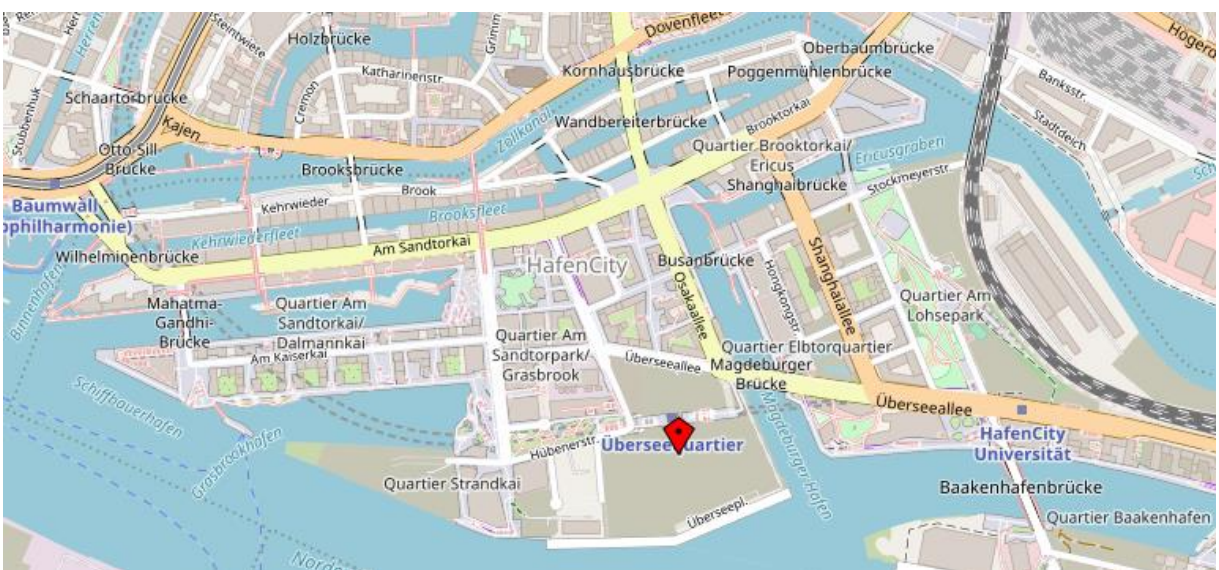 Dovenfleet
Holzbrücke
Steintwiete
Grimm
Oberbaumbrücke
Katharinenstr.
Kornhausbrücke
Poggenmühlenbrücke
Schaartorbrücke
Cremon
Banksstr.
Stubbenhuk
Kajen
Zollkanal
Wandbereiterbrücke
Brooktorkai
Stadtdeich
Otto-Sill-
Brücke
Quartier Brooktorkai/
Ericus
Ericusgraben
Brooksbrücke
Shanghaibrücke
Stockmeyerstr.
Brook
Kehrwieder
Baumwall
ophilharmonie)
Brooksfleet
Kehrwiederfleet
Am Sandtorkai
Wilhelminenbrücke
HafenCity
Busanbrücke
Binnenhafen
Osakaallee
Hongkongstr.
Shanghaiallee
Quartier Am
Lohsepark
Mahatma-
Gandhi-
Brücke
Quartier Am
Sandtorkai/
Dalmannkai
Quartier Am
Sandtorpark/
Grasbrook
Am Kaiserkai
Überseeallee
Quartier Elbtorquartier
Magdeburger
Brücke
Schiffbauerhafen
Magdeburger Hafen
Überseeallee
Grasbrookhafen
Hübenerstr.
Überseequartier
HafenCity
Universität
Quartier Strandkai
Baakenhafenbrücke
Überseepl.
Quartier Baakenhafen
Norde